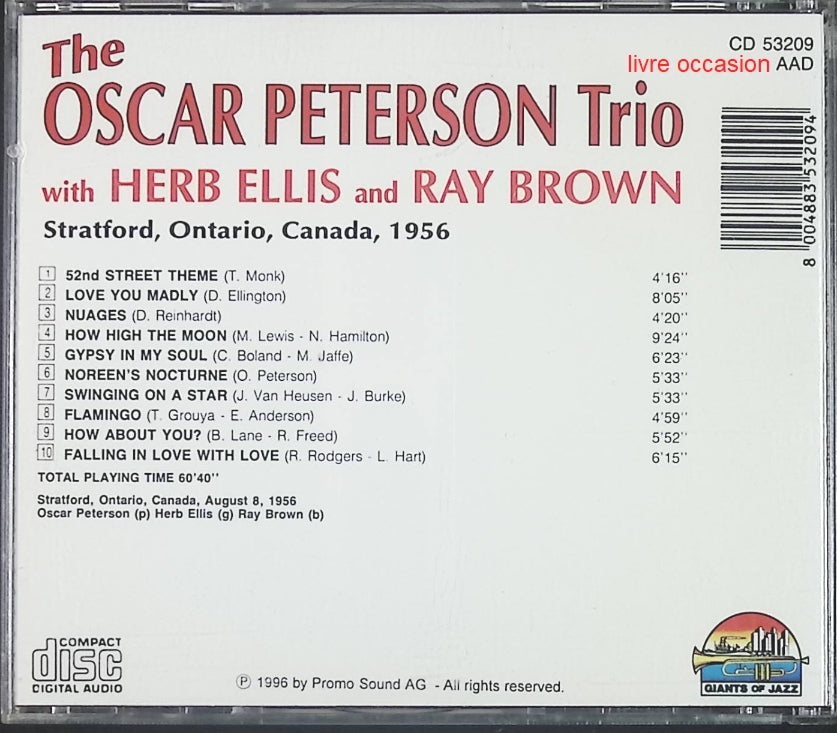 The
CD 53209
livre occasion AAD
OSCAR PETERSON Trio
with HERB ELLIS and RAY BROWN
Stratford, Ontario, Canada, 1956
8 004883 532094
1 52nd STREET THEME (T. Monk) 4'16''
2 LOVE YOU MADLY (D. Ellington) 8'05''
3 NUAGES (D. Reinhardt) 4'20''
4 HOW HIGH THE MOON (M. Lewis - N. Hamilton) 9'24''
5 GYPSY IN MY SOUL (C. Boland - M. Jaffe) 6'23''
6 NOREEN'S NOCTURNE (O. Peterson) 5'33''
7 SWINGING ON A STAR (J. Van Heusen - J. Burke) 5'33''
8 FLAMINGO (T. Grouya - E. Anderson) 4'59''
9 HOW ABOUT YOU? (B. Lane - R. Freed) 5'52''
10 FALLING IN LOVE WITH LOVE (R. Rodgers - L. Hart) 6'15''
TOTAL PLAYING TIME 60'40''
Stratford, Ontario, Canada, August 8, 1956
Oscar Peterson (p) Herb Ellis (g) Ray Brown (b)
COMPACT
disc
DIGITAL AUDIO
℗ 1996 by Promo Sound AG - All rights reserved.
GIANTS OF JAZZ